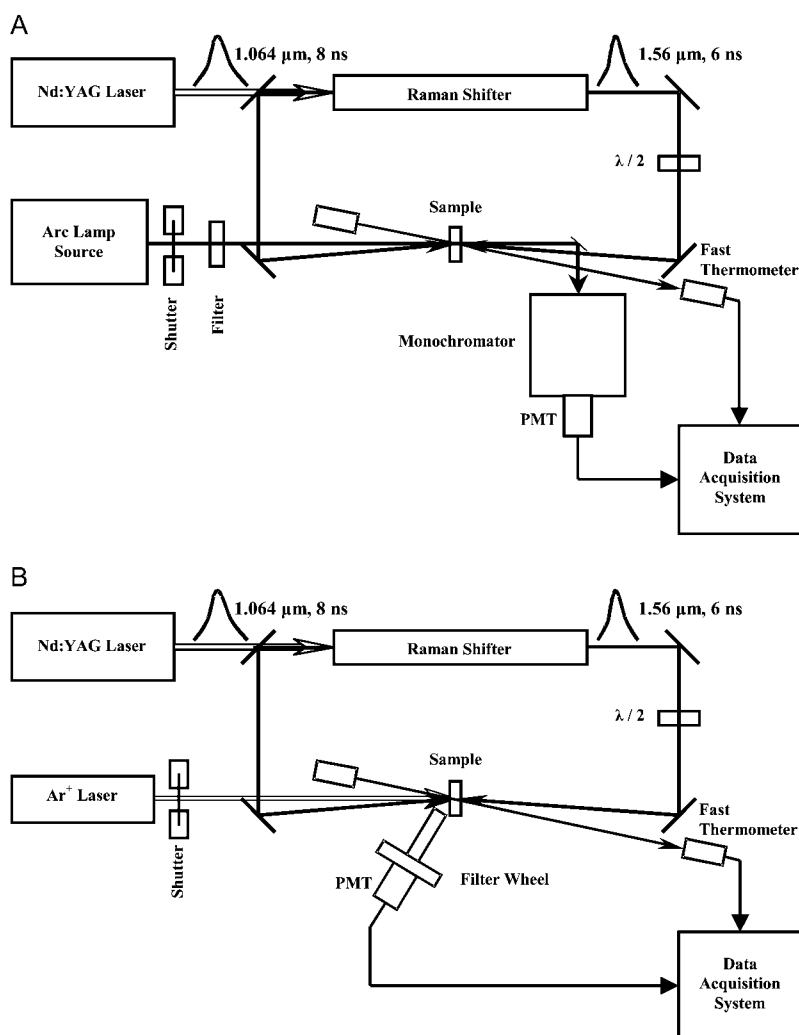 A
1.064 µm, 8 ns
1.56 µm, 6 ns
Nd:YAG Laser
Raman Shifter
λ / 2
Sample
Arc Lamp
Source
Fast
Thermometer
Shutter
Filter
Monochromator
PMT
Data
Acquisition
System
B
1.064 µm, 8 ns
1.56 µm, 6 ns
Nd:YAG Laser
Raman Shifter
λ / 2
Sample
Ar+ Laser
Fast
Thermometer
Shutter
PMT
Filter Wheel
Data
Acquisition
System